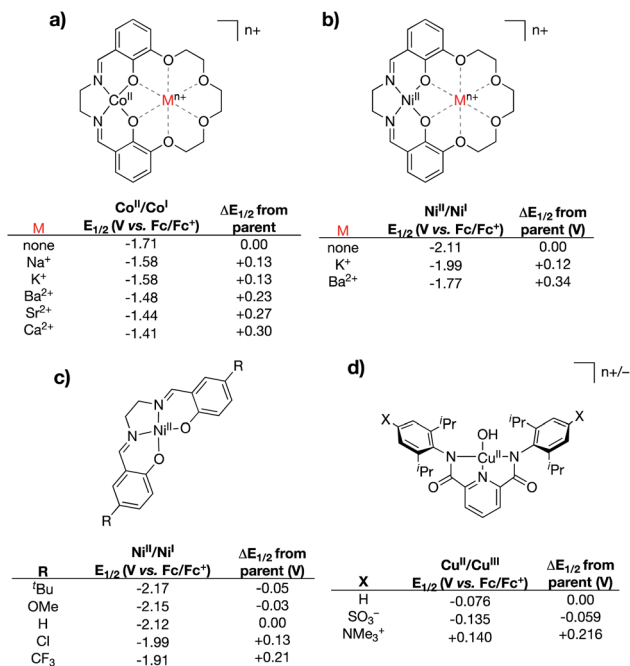 a)
n+
N
N
Co^II
O
O
M^n+
O
O
O
O
Co^II/Co^I
ΔE1/2 from
M
E1/2 (V vs. Fc/Fc+)
parent
none -1.71 0.00
Na+ -1.58 +0.13
K+ -1.58 +0.13
Ba2+ -1.48 +0.23
Sr2+ -1.44 +0.27
Ca2+ -1.41 +0.30
b)
n+
N
N
Ni^II
O
O
M^n+
O
O
O
O
Ni^II/Ni^I
ΔE1/2 from
M
E1/2 (V vs. Fc/Fc+)
parent (V)
none -2.11 0.00
K+ -1.99 +0.12
Ba2+ -1.77 +0.34
c)
R
N
N
Ni^II
O
O
R
Ni^II/Ni^I
ΔE1/2 from
R
E1/2 (V vs. Fc/Fc+)
parent (V)
tBu -2.17 -0.05
OMe -2.15 -0.03
H -2.12 0.00
Cl -1.99 +0.13
CF3 -1.91 +0.21
d)
n+/–
X
iPr
OH
iPr
X
Cu^II
N
N
N
iPr
iPr
O
O
Cu^II/Cu^III
ΔE1/2 from
X
E1/2 (V vs. Fc/Fc+)
parent (V)
H -0.076 0.00
SO3– -0.135 -0.059
NMe3+ +0.140 +0.216